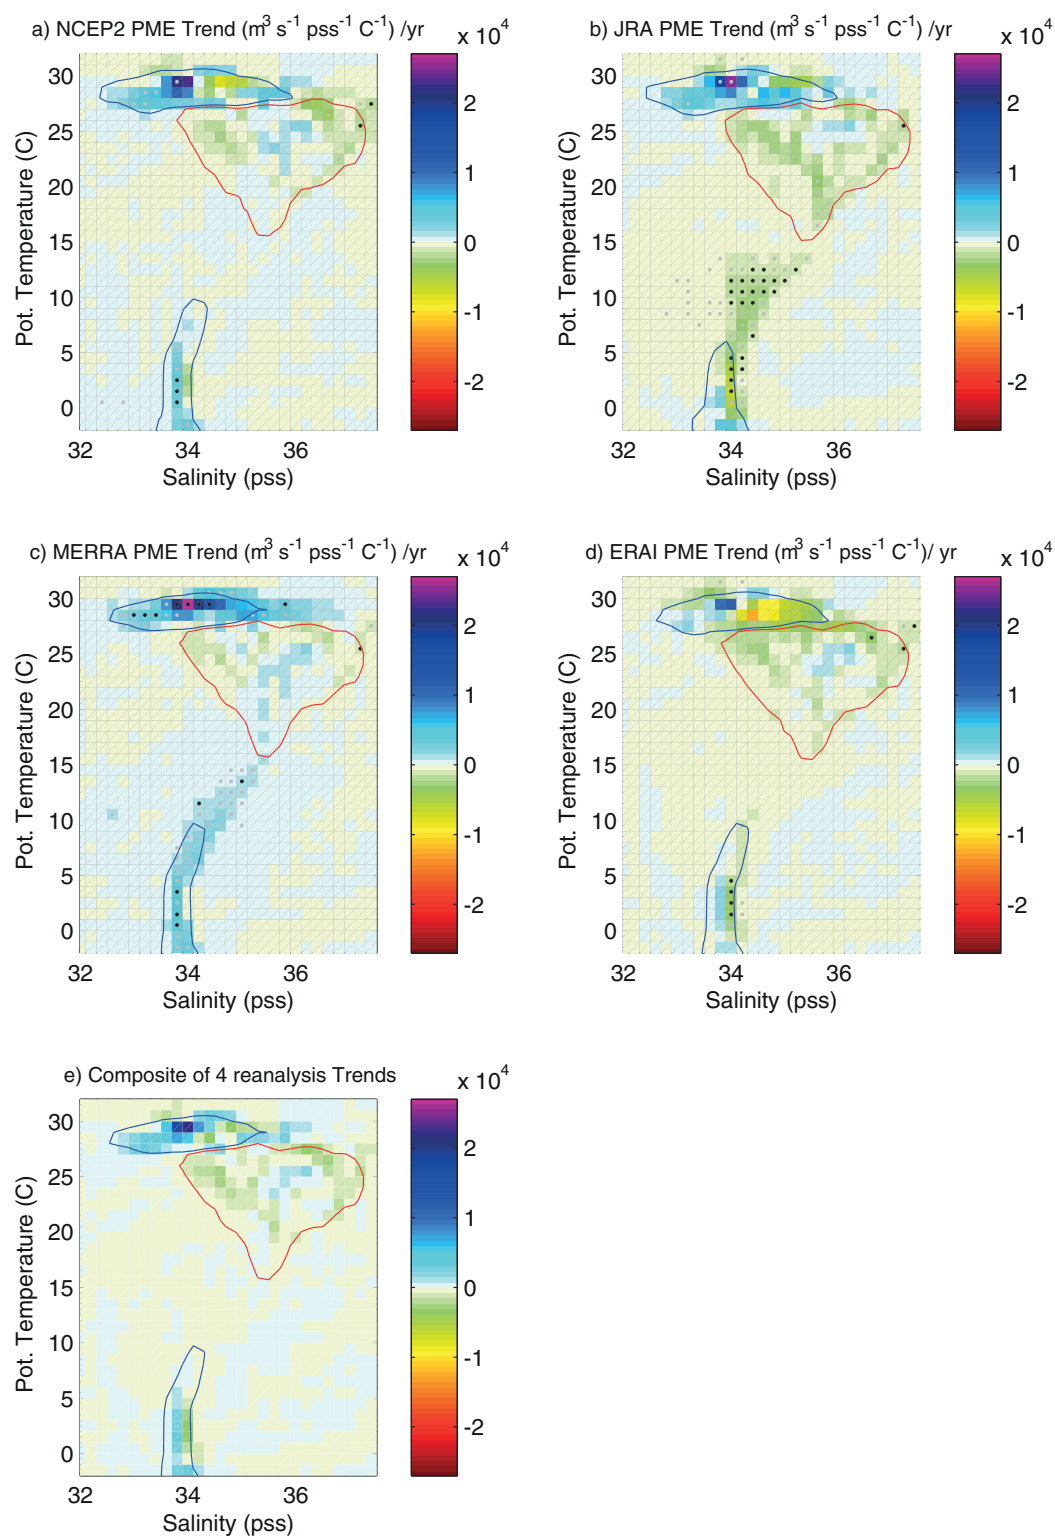 a) NCEP2 PME Trend (m³ s⁻¹ pss⁻¹ C⁻¹) /yr
x 10⁴
30
25
20
15
10
5
0
32 34 36
Pot. Temperature (C)
Salinity (pss)
2
1
0
-1
-2
b) JRA PME Trend (m³ s⁻¹ pss⁻¹ C⁻¹) /yr
x 10⁴
30
25
20
15
10
5
0
32 34 36
Pot. Temperature (C)
Salinity (pss)
2
1
0
-1
-2
c) MERRA PME Trend (m³ s⁻¹ pss⁻¹ C⁻¹) /yr
x 10⁴
30
25
20
15
10
5
0
32 34 36
Pot. Temperature (C)
Salinity (pss)
2
1
0
-1
-2
d) ERAI PME Trend (m³ s⁻¹ pss⁻¹ C⁻¹)/ yr
x 10⁴
30
25
20
15
10
5
0
32 34 36
Pot. Temperature (C)
Salinity (pss)
2
1
0
-1
-2
e) Composite of 4 reanalysis Trends
x 10⁴
30
25
20
15
10
5
0
32 34 36
Pot. Temperature (C)
Salinity (pss)
2
1
0
-1
-2